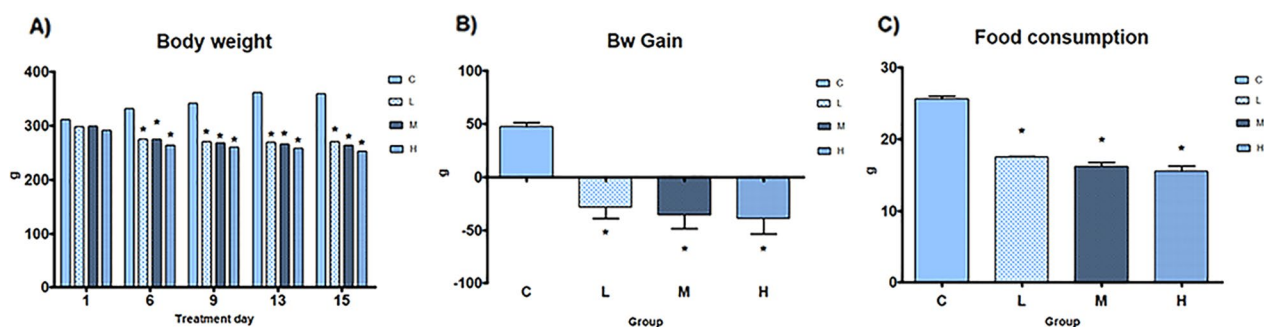 A)
Body weight
400
300
200
100
0
g
* * *
* * *
* * *
* * *
1 6 9 13 15
Treatment day
C
L
M
H
B)
Bw Gain
100
50
0
-50
-100
g
* * *
C L M H
Group
C
L
M
H
C)
Food consumption
30
20
10
0
g
* * *
C L M H
Group
C
L
M
H